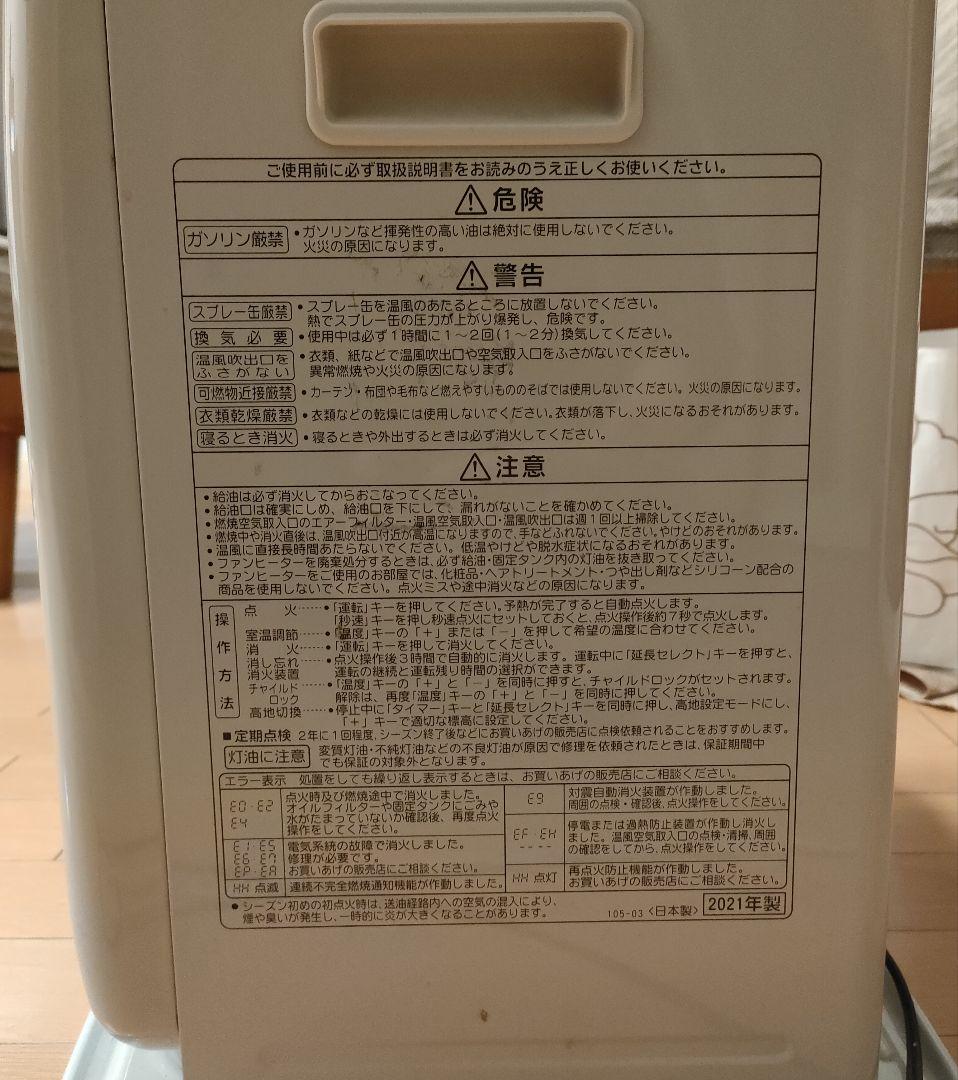 ご使用前に必ず取扱説明書をお読みのうえ正しくお使いください。
危険
ガソリン厳禁 •ガソリンなど揮発性の高い油は絶対に使用しないでください。
火災の原因になります。
警告
スプレー缶厳禁 •スプレー缶を温風のあたるところに放置しないでください。
熱でスプレー缶の圧力が上がり爆発し、危険です。
換気必要 •使用中は必ず1時間に1〜2回(1〜2分)換気してください。
温風吹出口を •衣類、紙などで温風吹出口や空気取入口をふさがないでください。
ふさがない 異常燃焼や火災の原因になります。
可燃物近接厳禁 •カーテン・布団や毛布など燃えやすいもののそばでは使用しないでください。火災の原因になります。
衣類乾燥厳禁 •衣類などの乾燥には使用しないでください。衣類が落下し、火災になるおそれがあります。
寝るとき消火 •寝るときや外出するときは必ず消火してください。
注意
•給油は必ず消火してからおこなってください。
•給油口は確実にしめ、給油口を下にして、漏れがないことを確かめてください。
•燃焼空気取入口のエアーフィルター・温風空気取入口・温風吹出口は週1回以上掃除してください。
•燃焼中や消火直後は、温風吹出口付近が高温になりますので、手などふれないでください。やけどのおそれがあります。
•温風に直接長時間あたらないでください。低温やけどや脱水症状になるおそれがあります。
•ファンヒーターを廃棄処分するときは、必ず給油・固定タンク内の灯油を抜き取ってください。
•ファンヒーターをご使用のお部屋では、化粧品・ヘアトリートメント・つや出し剤などシリコーン配合の
商品を使用しないでください。点火ミスや途中消火などの原因になります。
操作方法
点火……•「運転」キーを押してください。予熱が完了すると自動点火します。
「秒速」キーを押し秒速点火にセットしておくと、点火操作後約7秒で点火します。
室温調節……•「温度」キーの「+」または「−」を押して希望の温度に合わせてください。
消火……•「運転」キーを押して消火してください。
消し忘れ……•点火操作後3時間で自動的に消火します。運転中に「延長セレクト」キーを押すと、
消火装置 運転の継続と運転残り時間の選択ができます。
チャイルド……•「温度」キーの「+」と「−」を同時に押すと、チャイルドロックがセットされます。
ロック 解除は、再度「温度」キーの「+」と「−」を同時に押してください。
高地切換……•停止中に「タイマー」キーと「延長セレクト」キーを同時に押し、高地設定モードにし、
「+」キーで適切な標高に設定してください。
■定期点検 2年に1回程度、シーズン終了後などにお買いあげの販売店に点検依頼されることをおすすめします。
灯油に注意 変質灯油・不純灯油などの不良灯油が原因で修理を依頼されたときは、保証期間中
でも保証の対象外となります。
エラー表示 処置をしても繰り返し表示するときは、お買いあげの販売店にご相談ください。
E0・E2
E4
点火時及び燃焼途中で消火しました。
オイルフィルターや固定タンクにごみや
水がたまっていないか確認後、再度点火
操作をしてください。
E1・E5
E6・E7
EP・EA
電気系統の故障で消火しました。
修理が必要です。
お買いあげの販売店にご相談ください。
HH 点滅 連続不完全燃焼通知機能が作動しました。
E9 対震自動消火装置が作動しました。
周囲の点検・確認後、点火操作をしてください。
EF・EH
----
停電または過熱防止装置が作動し消火し
ました。温風空気取入口の点検・清掃、周囲
の確認をしてから、点火操作をしてください。
HH 点灯 再点火防止機能が作動しました。
お買いあげの販売店にご相談ください。
•シーズン初めの初点火時は、送油経路内への空気の混入により、
煙や臭いが発生し、一時的に炎が大きくなることがあります。
105-03 〈日本製〉 2021年製